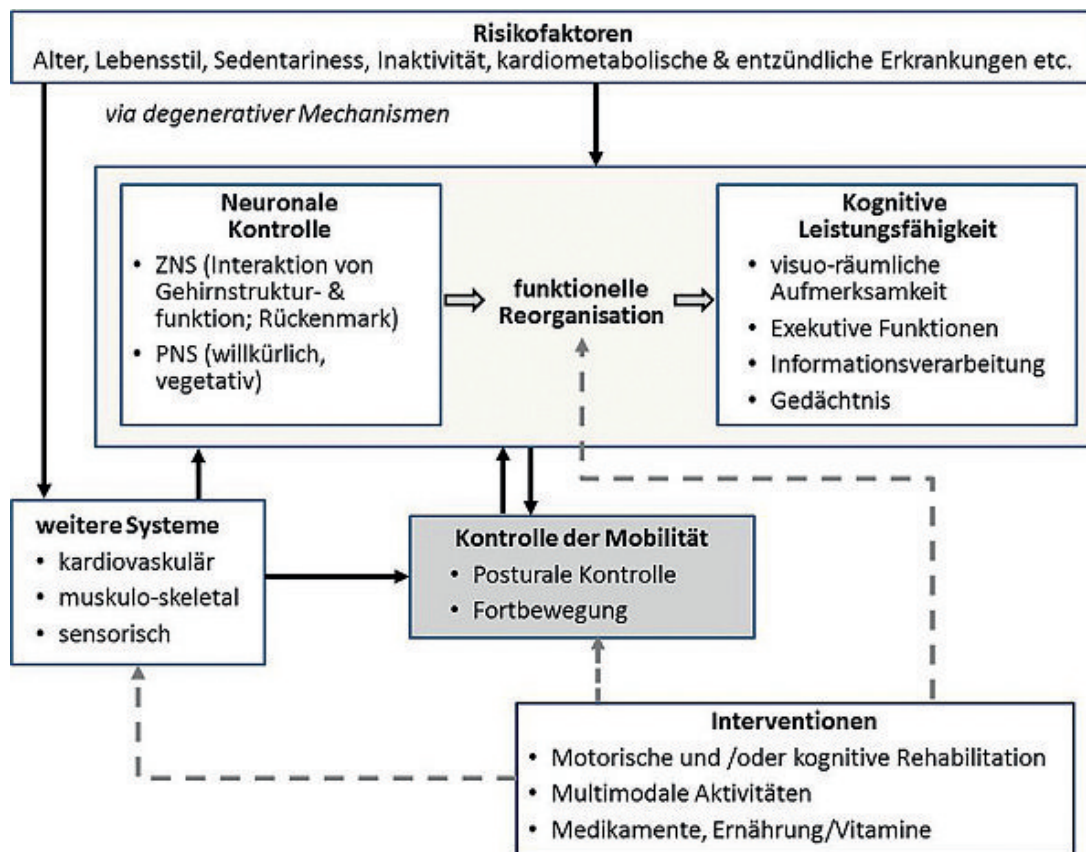 Risikofaktoren
Alter, Lebensstil, Sedentariness, Inaktivität, kardiometabolische & entzündliche Erkrankungen etc.
via degenerativer Mechanismen
Neuronale
Kontrolle
• ZNS (Interaktion von
Gehirnstruktur- &
funktion; Rückenmark)
• PNS (willkürlich,
vegetativ)
funktionelle
Reorganisation
Kognitive
Leistungsfähigkeit
• visuo-räumliche
Aufmerksamkeit
• Exekutive Funktionen
• Informationsverarbeitung
• Gedächtnis
weitere Systeme
• kardiovaskulär
• muskulo-skeletal
• sensorisch
Kontrolle der Mobilität
• Posturale Kontrolle
• Fortbewegung
Interventionen
• Motorische und /oder kognitive Rehabilitation
• Multimodale Aktivitäten
• Medikamente, Ernährung/Vitamine